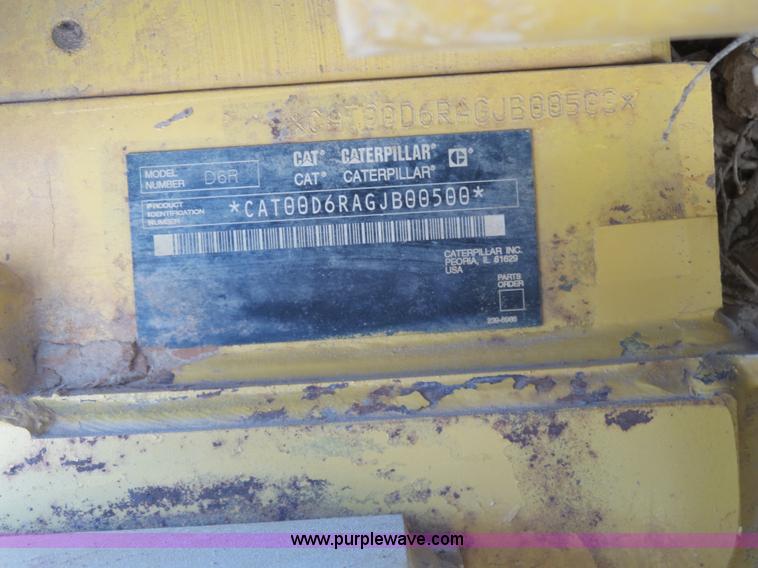 *CAT00D6RAGJB00503*
MODEL NUMBER D6R
CAT® CATERPILLAR® C
CAT® CATERPILLAR®
PRODUCT IDENTIFICATION NUMBER *CAT00D6RAGJB00500*
CATERPILLAR INC.
PEORIA, IL 61629
USA
PARTS ORDER
www.purplewave.com